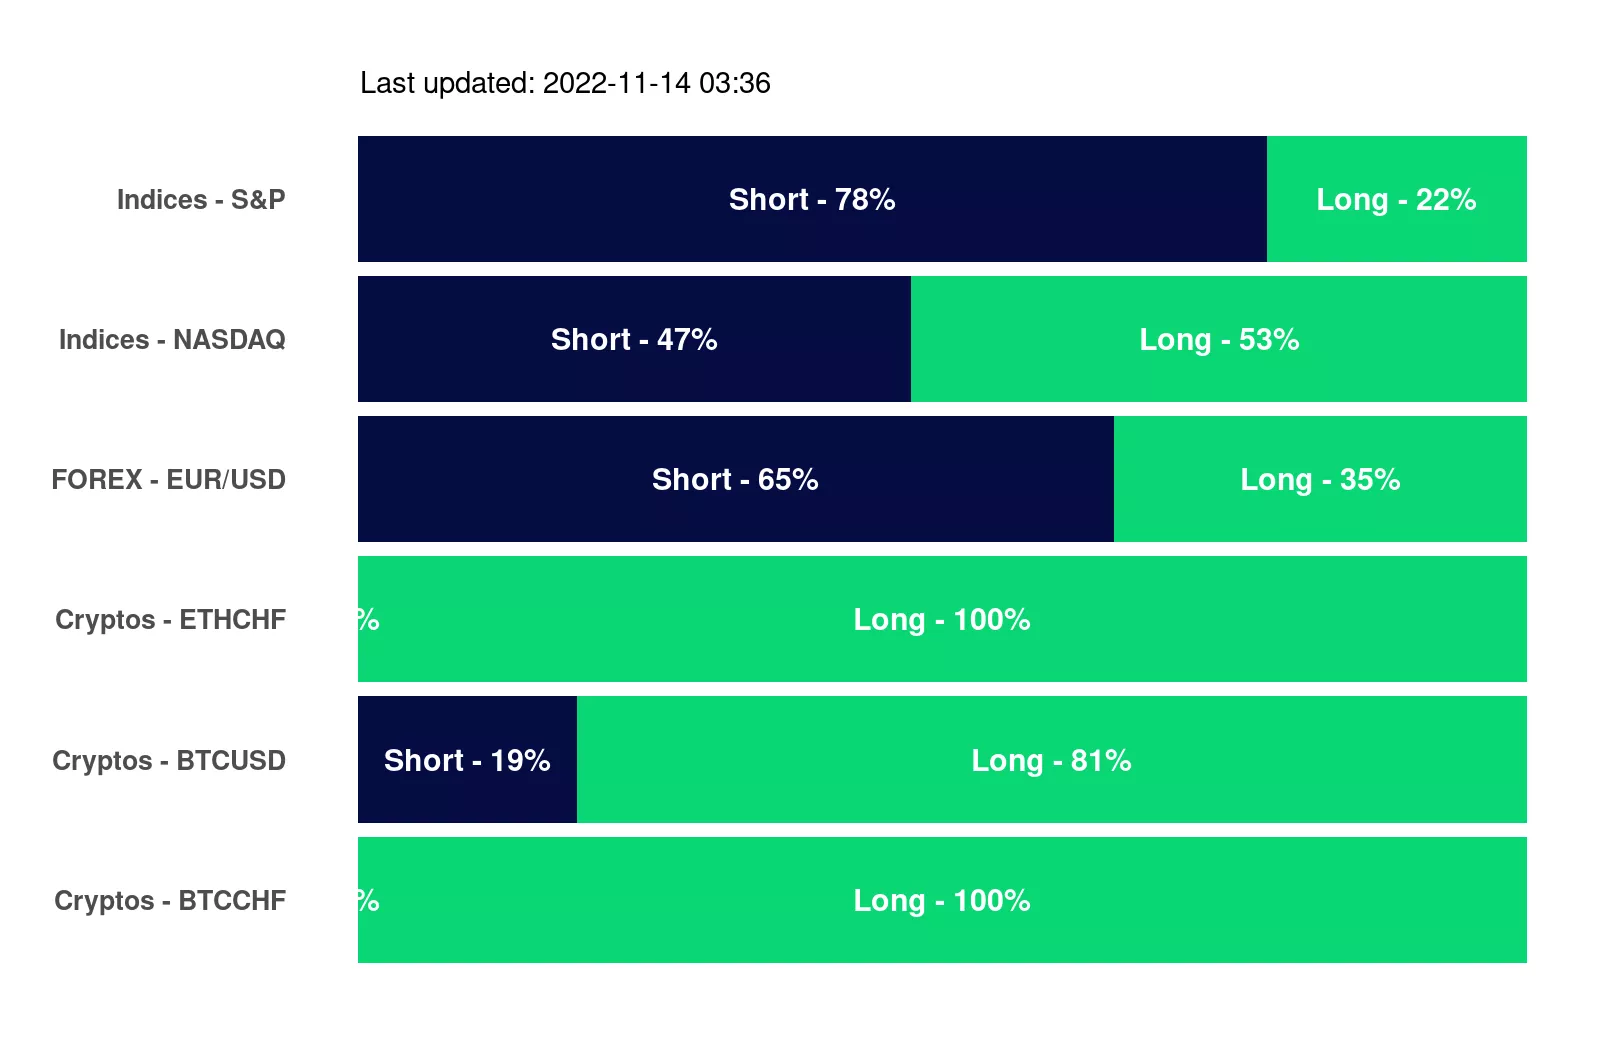 Last updated: 2022-11-14 03:36
Indices - S&P Short - 78% Long - 22%
Indices - NASDAQ Short - 47% Long - 53%
FOREX - EUR/USD Short - 65% Long - 35%
Cryptos - ETHCHF % Long - 100%
Cryptos - BTCUSD Short - 19% Long - 81%
Cryptos - BTCCHF % Long - 100%